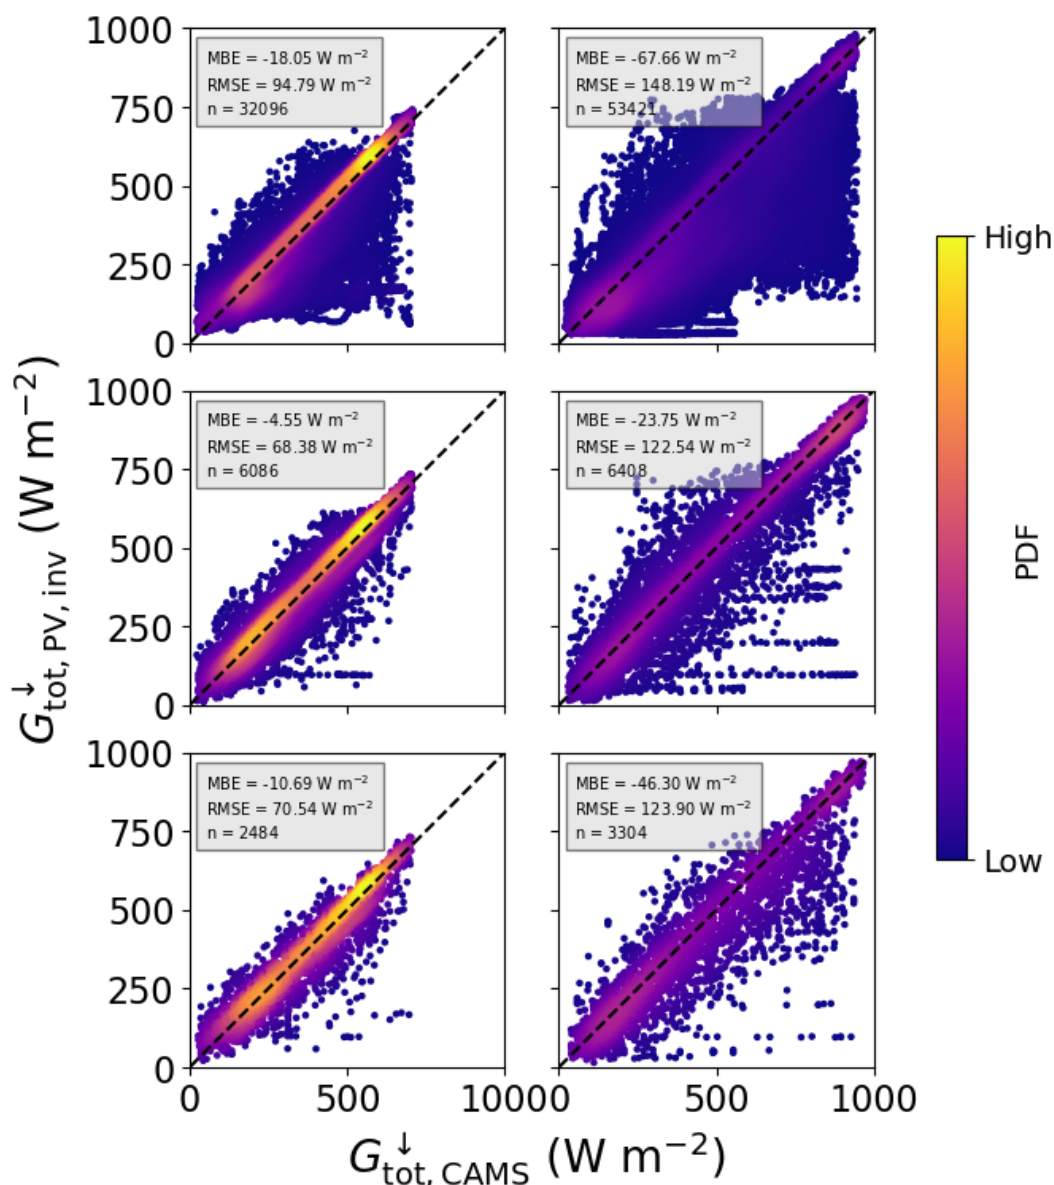 1000
750
500
250
0
MBE = -18.05 W m⁻²
RMSE = 94.79 W m⁻²
n = 32096
MBE = -67.66 W m⁻²
RMSE = 148.19 W m⁻²
n = 53421
1000
750
500
250
0
MBE = -4.55 W m⁻²
RMSE = 68.38 W m⁻²
n = 6086
MBE = -23.75 W m⁻²
RMSE = 122.54 W m⁻²
n = 6408
1000
750
500
250
0
MBE = -10.69 W m⁻²
RMSE = 70.54 W m⁻²
n = 2484
MBE = -46.30 W m⁻²
RMSE = 123.90 W m⁻²
n = 3304
0 500 1000
0 500 1000
G↓tot, PV, inv (W m⁻²)
G↓tot, CAMS (W m⁻²)
High
PDF
Low